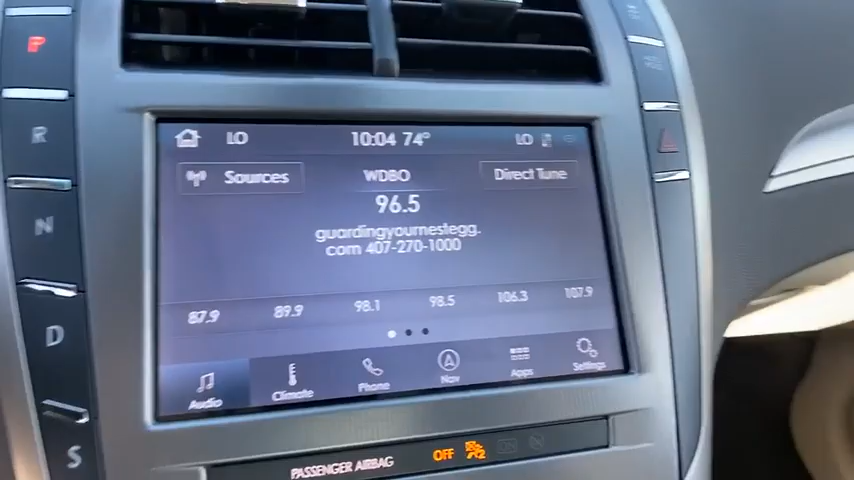 P
R
N
D
S
LO 10:04 74° LO
Sources WDBO Direct Tune
96.5
guardingyournestegg.
com 407-270-1000
87.9 89.9 98.1 98.5 106.3 107.9
Audio Climate Phone Nav Apps Settings
PASSENGER AIRBAG OFF ON